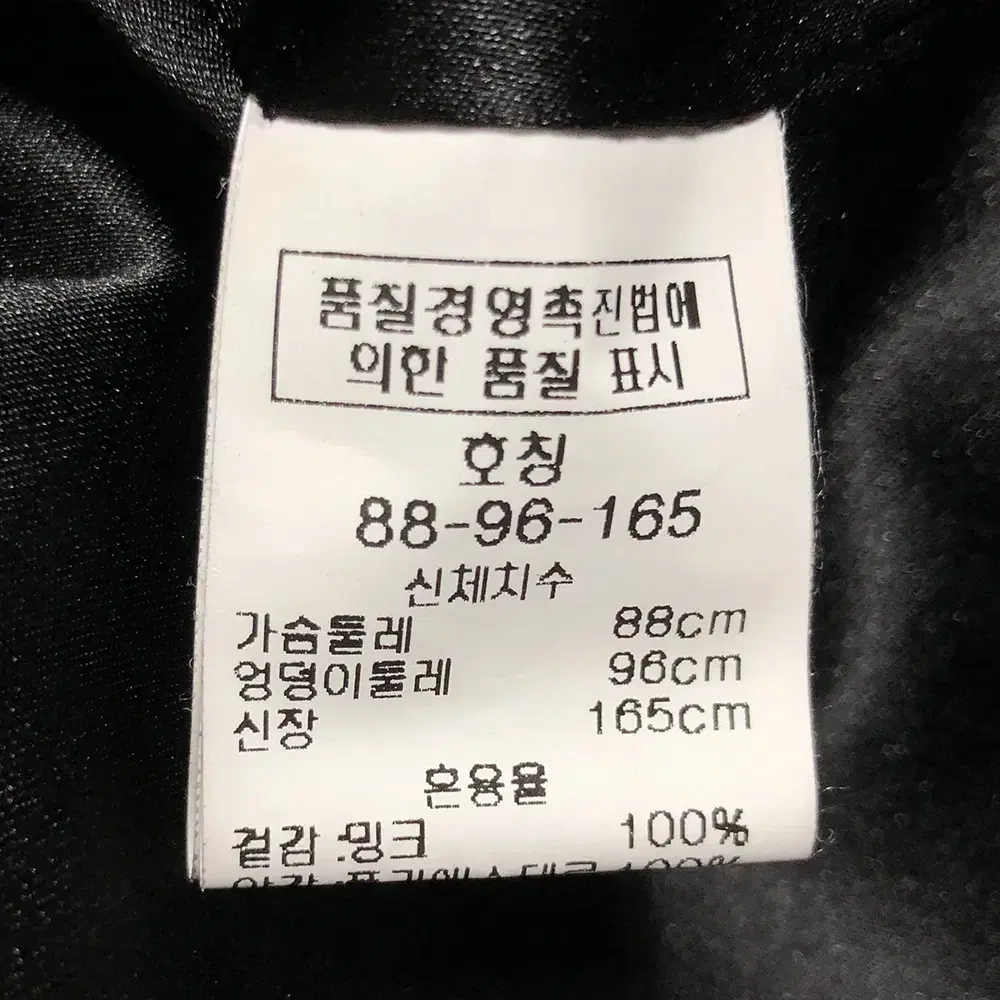 품질경영촉진법에
의한 품질 표시
호칭
88-96-165
신체치수
가슴둘레 88cm
엉덩이둘레 96cm
신장 165cm
혼용율
겉감 :밍크 100%